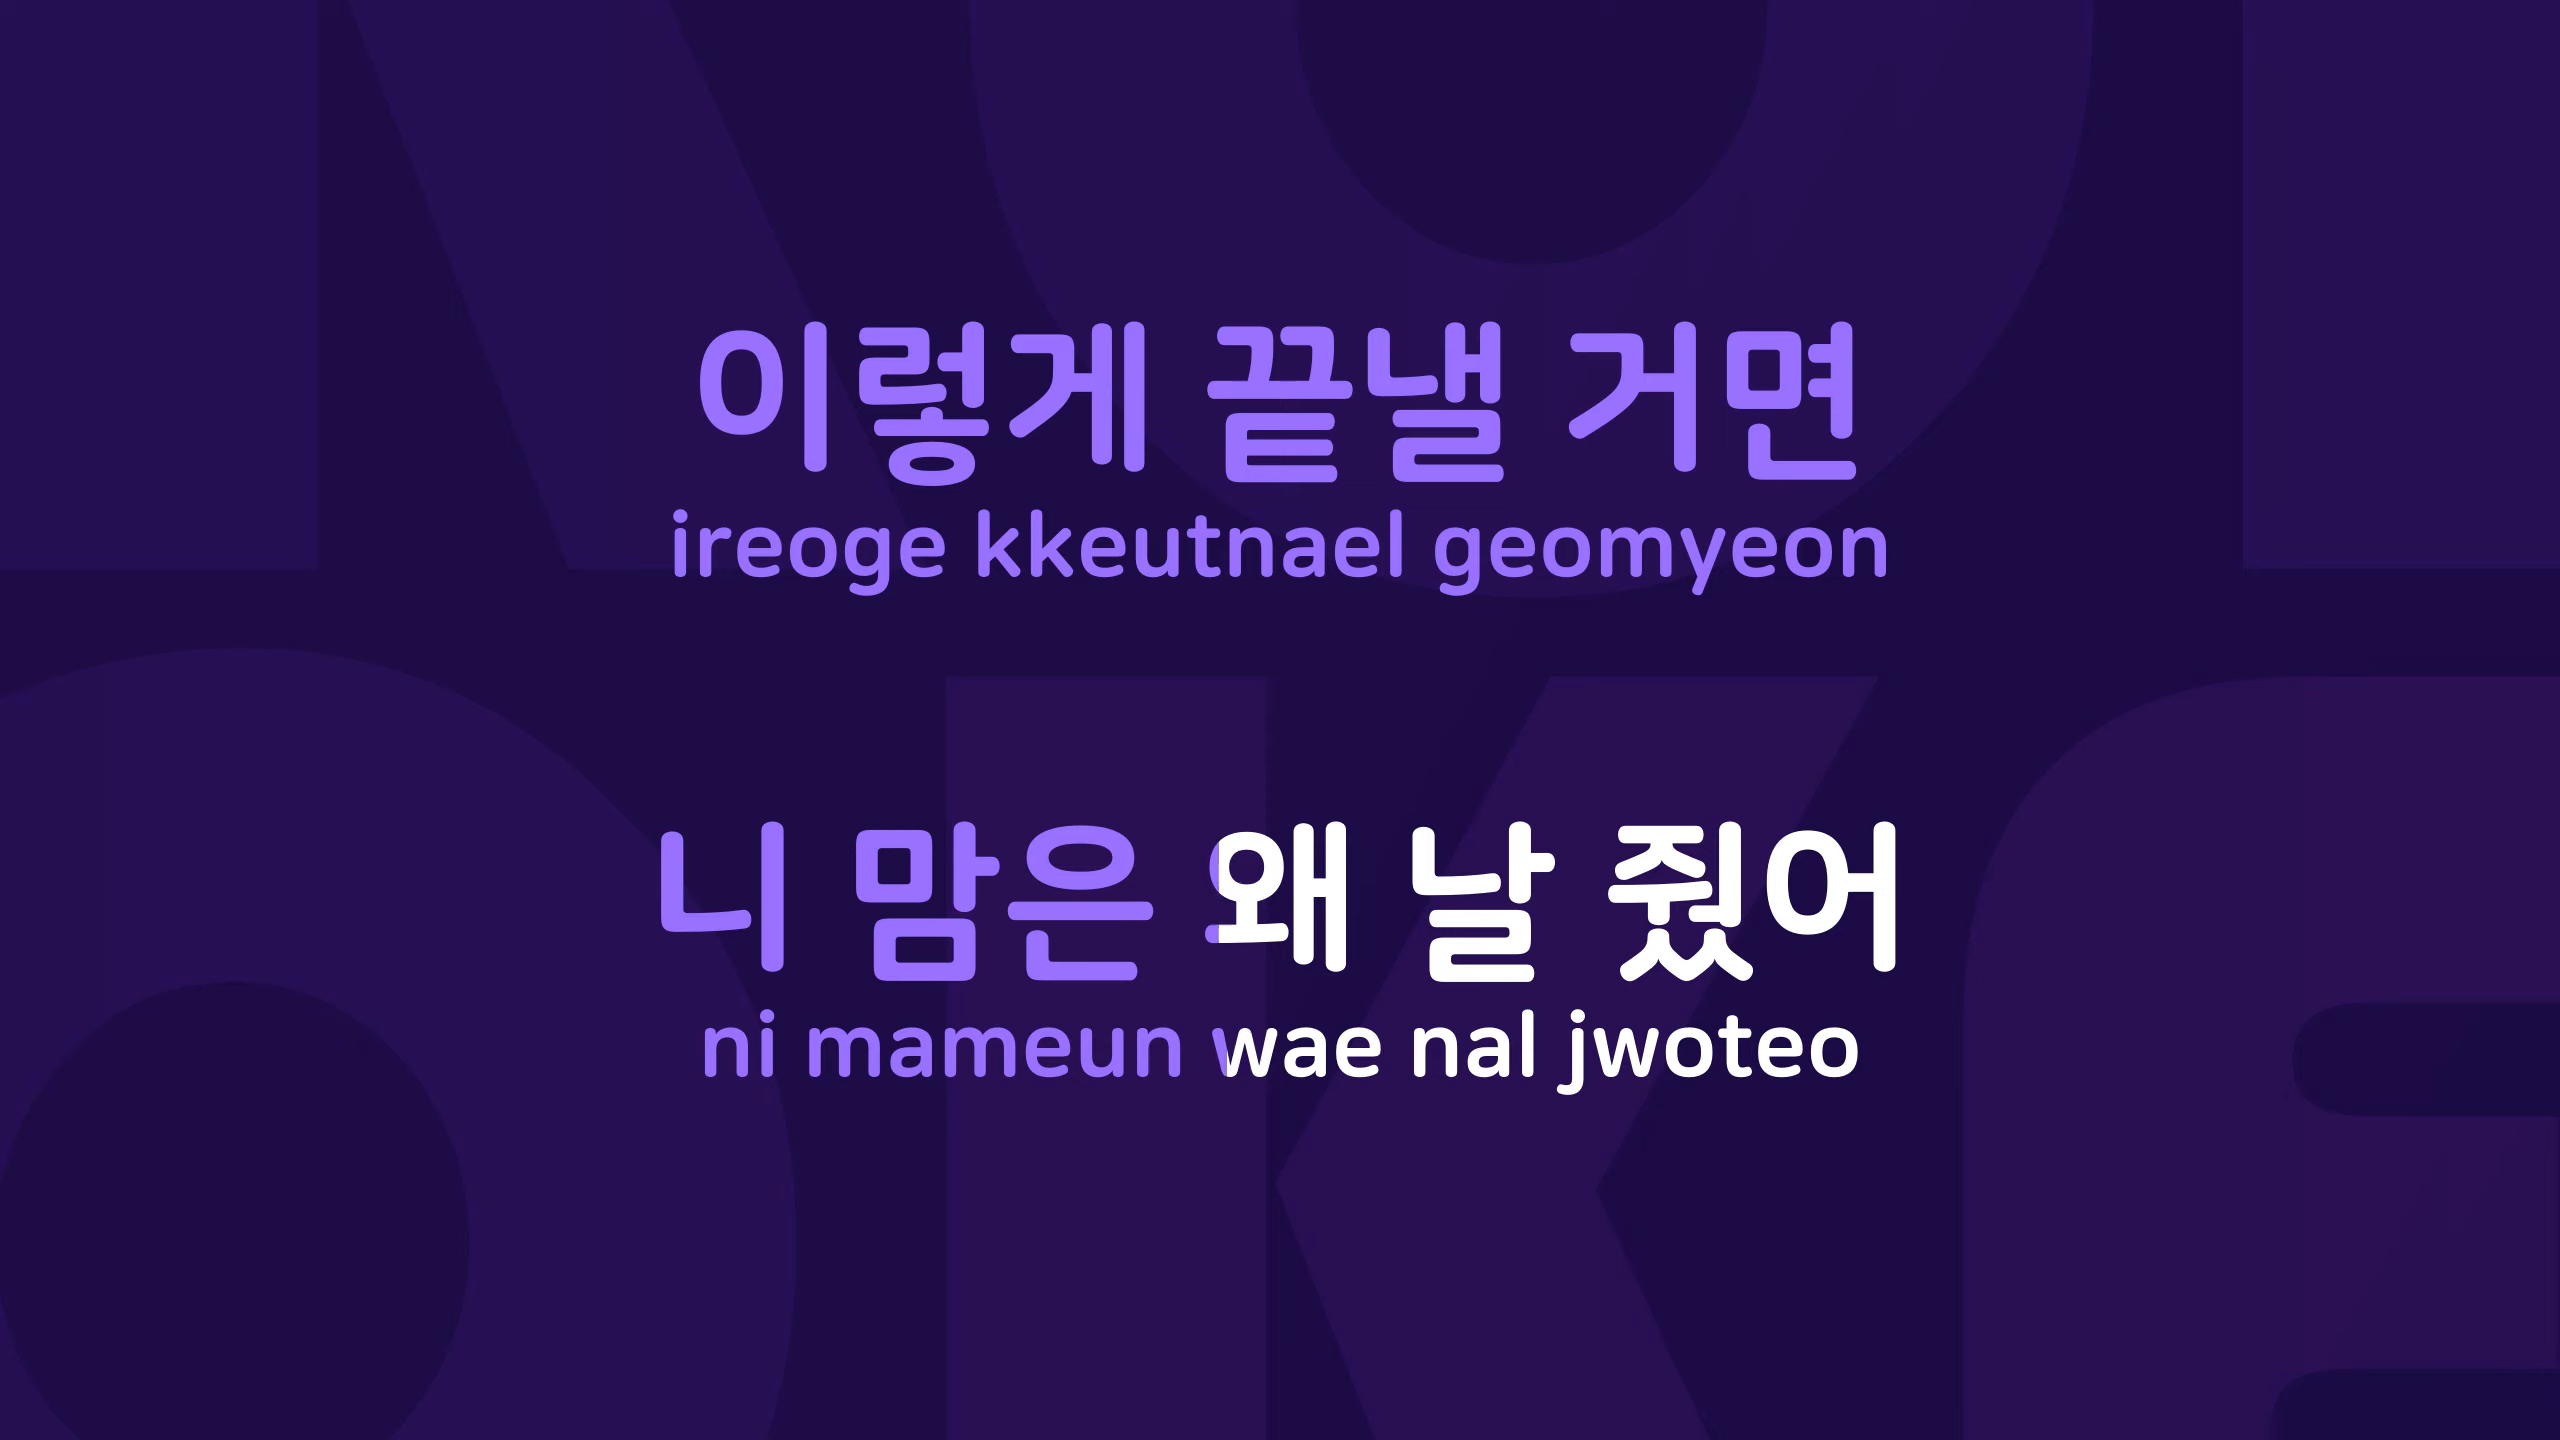 이렇게 끝낼 거면
ireoge kkeutnael geomyeon
니 맘은 왜 날 줬어
ni mameun wae nal jwoteo